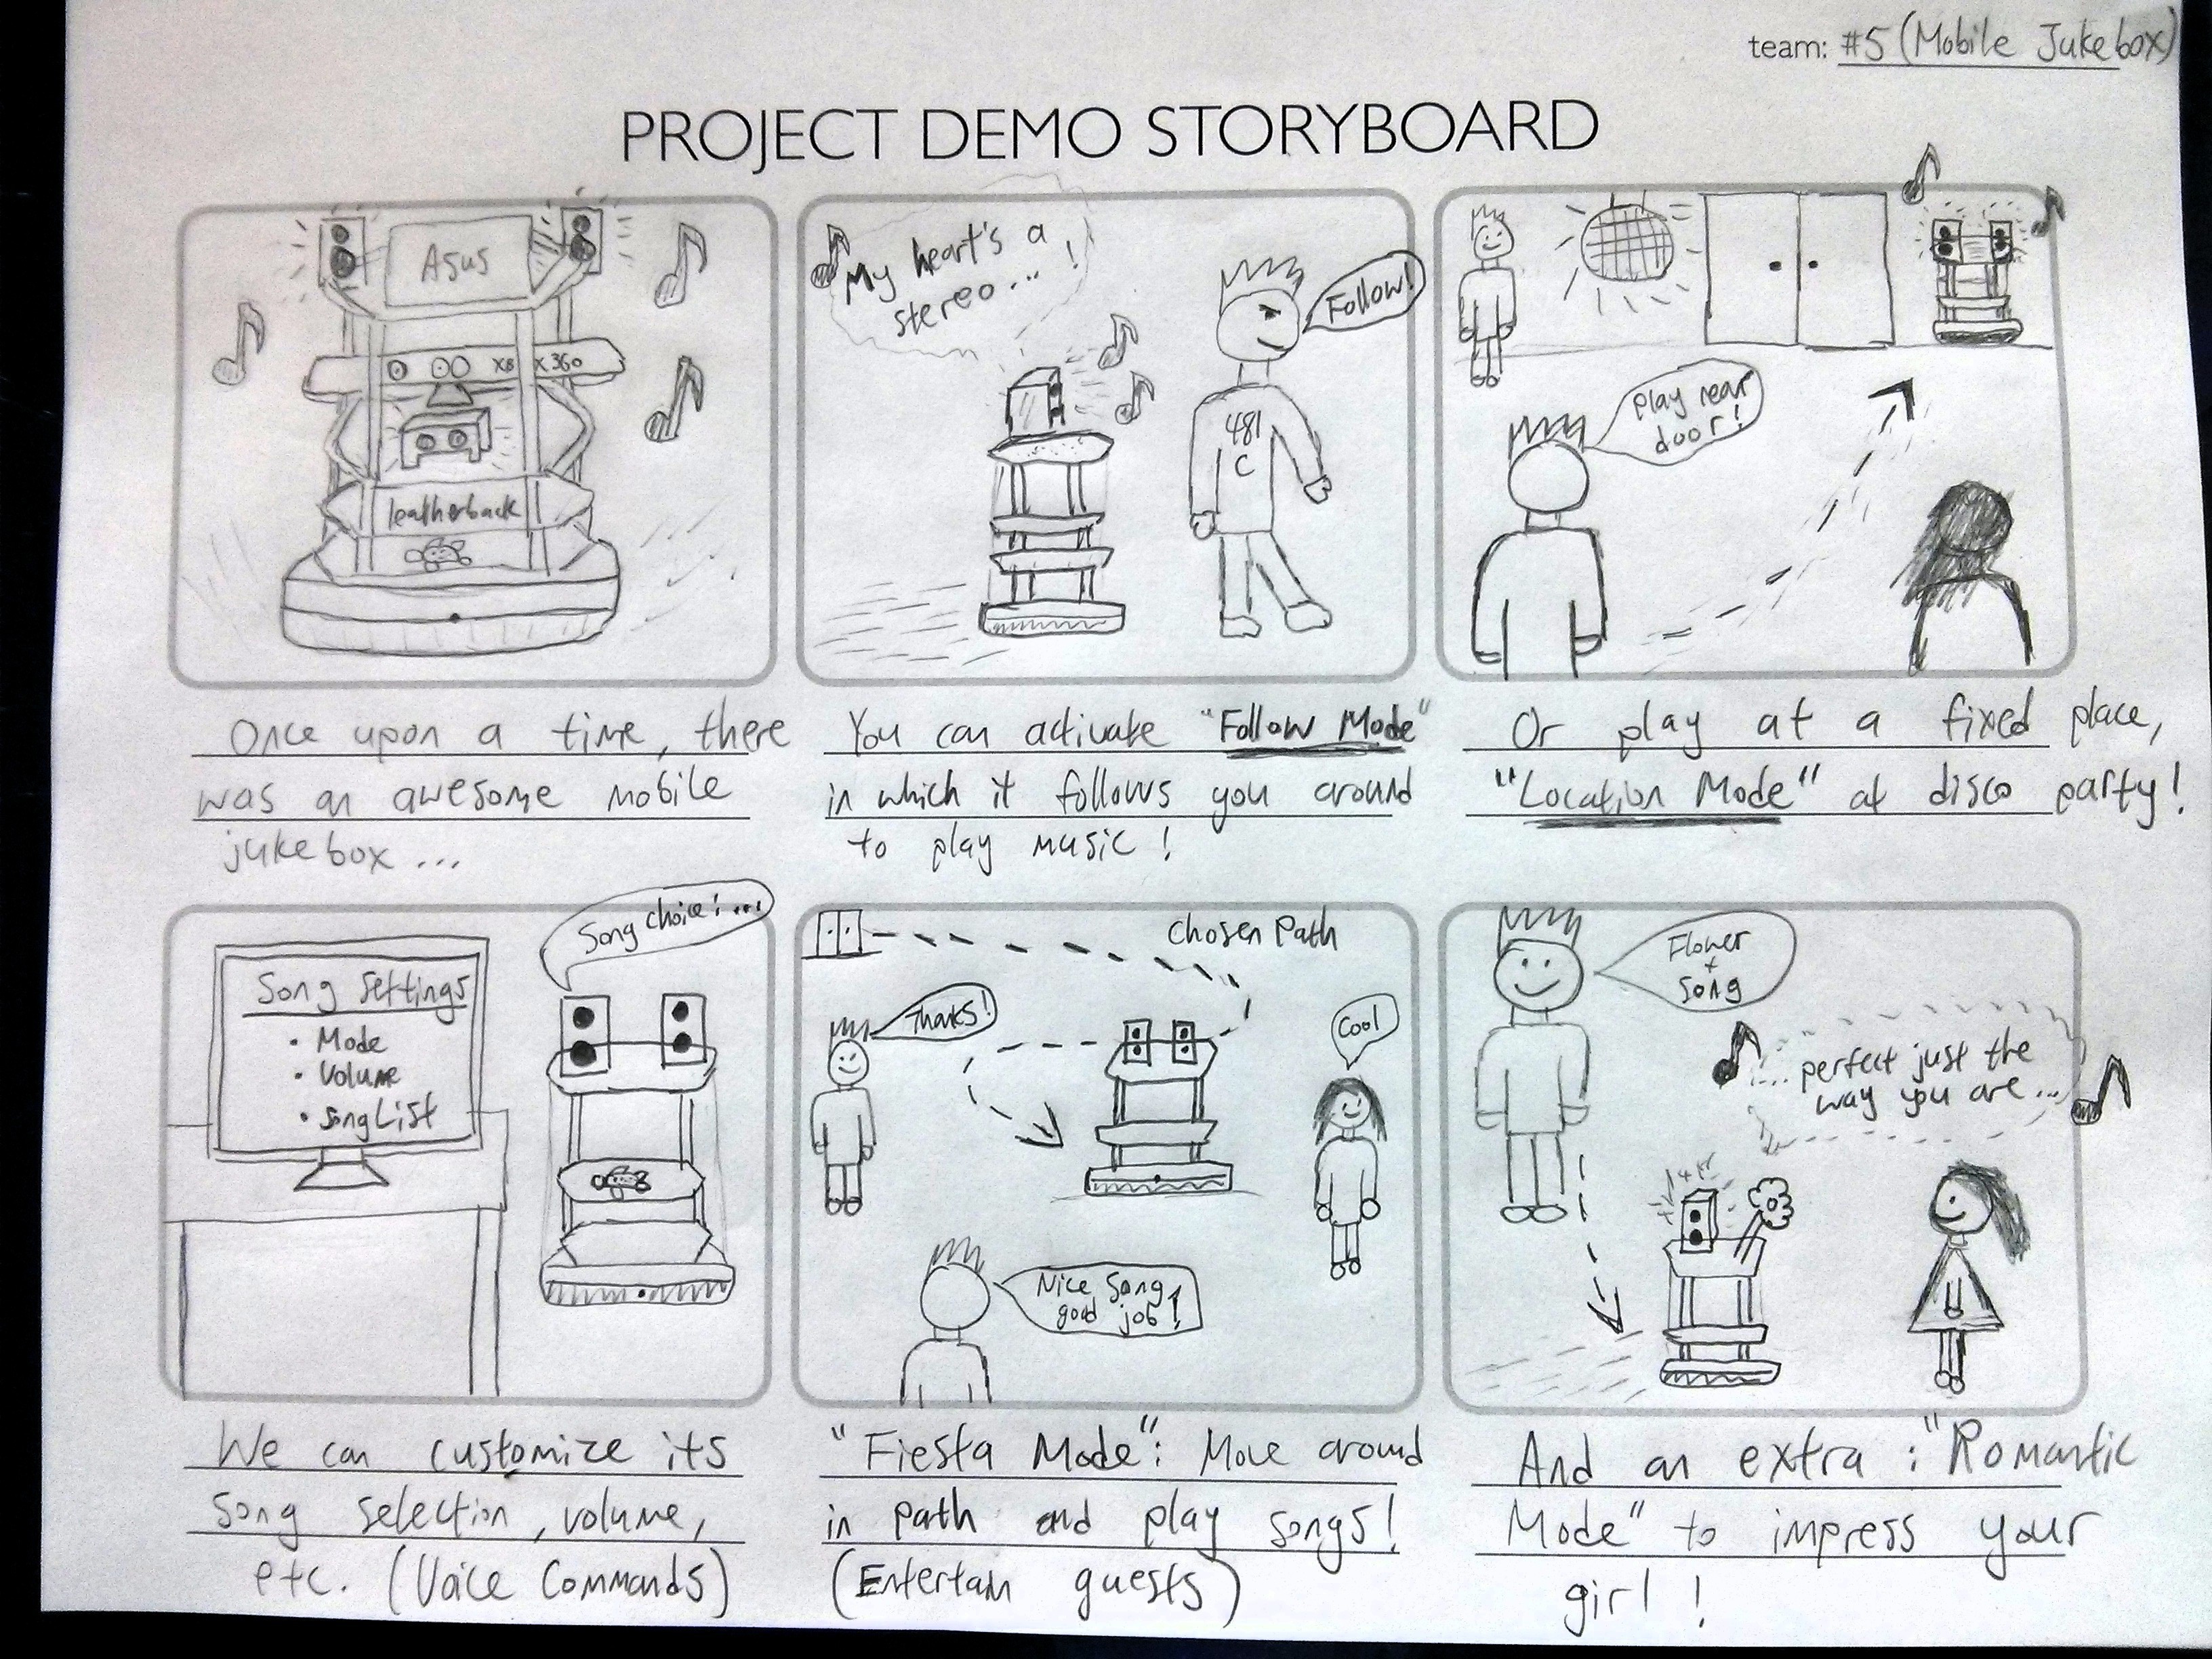 team: #5 (Mobile Jukebox)
PROJECT DEMO STORYBOARD
Asus
XB X360
leatherback
My heart's a
stereo... !
Follow!
481
C
play near
door!
Once upon a time, there
was an awesome mobile
jukebox ...
You can activate "Follow Mode"
in which it follows you around
to play music !
Or play at a fixed place,
"Location Mode" at disco party!
Song Settings
• Mode
• Volume
• SongList
Song choice: ...
chosen Path
Thanks!
Cool
Nice Song,
good job!
Flower
+
Song
... perfect just the
way you are ...
We can customize its
song selection, volume,
etc. (Voice Commands)
"Fiesta Mode": Move around
in path and play songs!
(Entertain guests)
And an extra : "Romantic
Mode" to impress your
girl !